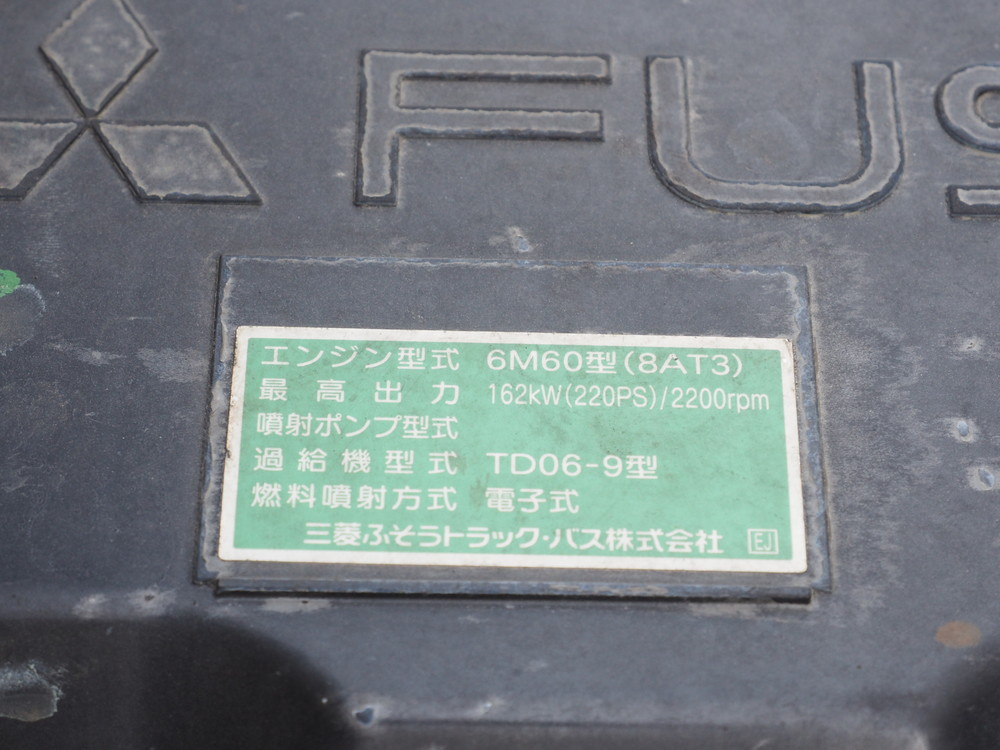 FUS
エンジン型式 6M60型(8AT3)
最高出力 162kW(220PS)/2200rpm
噴射ポンプ型式
過給機型式 TD06-9型
燃料噴射方式 電子式
三菱ふそうトラック・バス株式会社 EJ